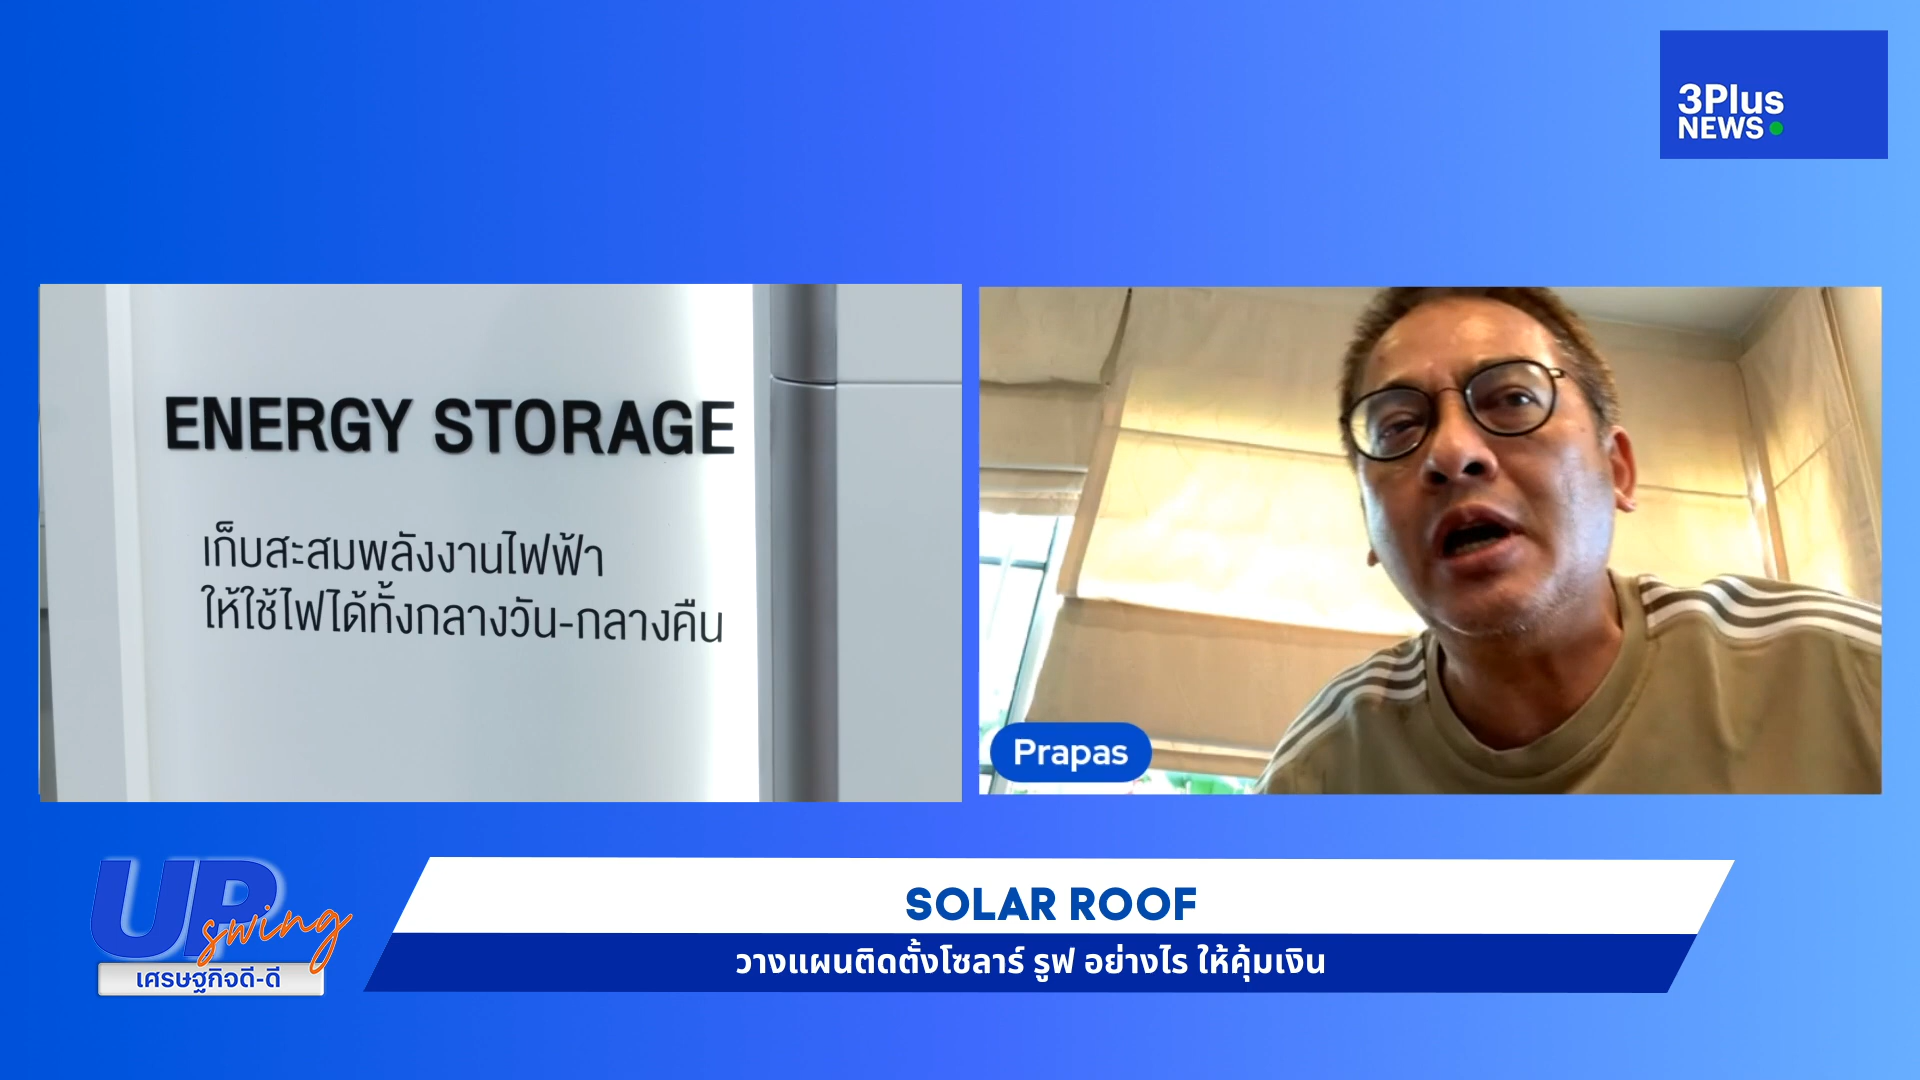 3Plus
NEWS
ENERGY STORAGE
เก็บสะสมพลังงานไฟฟ้า
ให้ใช้ไฟได้ทั้งกลางวัน-กลางคืน
Prapas
UP
swing
เศรษฐกิจดี-ดี
SOLAR ROOF
วางแผนติดตั้งโซลาร์ รูฟ อย่างไร ให้คุ้มเงิน